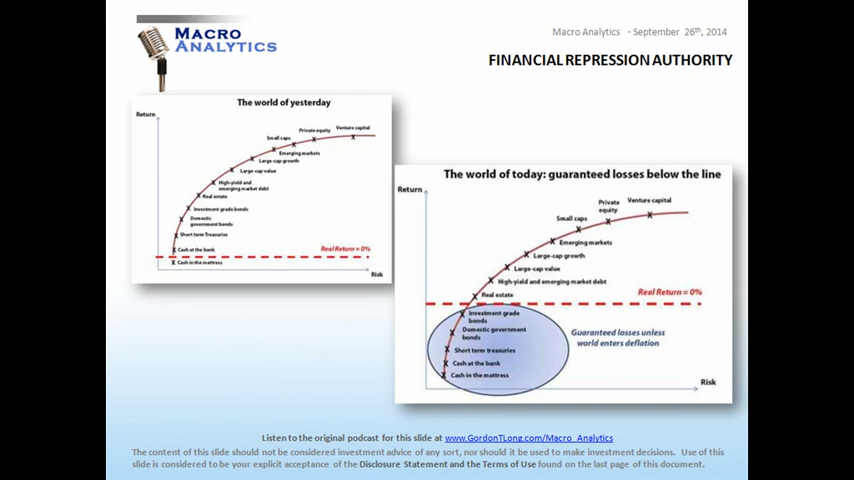 MACRO
ANALYTICS
Macro Analytics - September 26th, 2014
FINANCIAL REPRESSION AUTHORITY
The world of yesterday
Return
Venture capital
Private equity
Small caps
Emerging markets
Large-cap growth
Large-cap value
High-yield and
emerging market debt
Real estate
Investment grade bonds
Domestic
government bonds
Short term Treasuries
Cash at the bank
Real Return = 0%
Cash in the mattress
Risk
The world of today: guaranteed losses below the line
Return
Venture capital
Private
equity
Small caps
Emerging markets
Large-cap growth
Large-cap value
High-yield and emerging market debt
Real estate
Real Return = 0%
Investment grade
bonds
Domestic government
bonds
Short term treasuries
Cash at the bank
Cash in the mattress
Guaranteed losses unless
world enters deflation
Risk
Listen to the original podcast for this slide at www.GordonTLong.com/Macro_Analytics
The content of this slide should not be considered investment advice of any sort, nor should it be used to make investment decisions. Use of this
slide is considered to be your explicit acceptance of the Disclosure Statement and the Terms of Use found on the last page of this document.